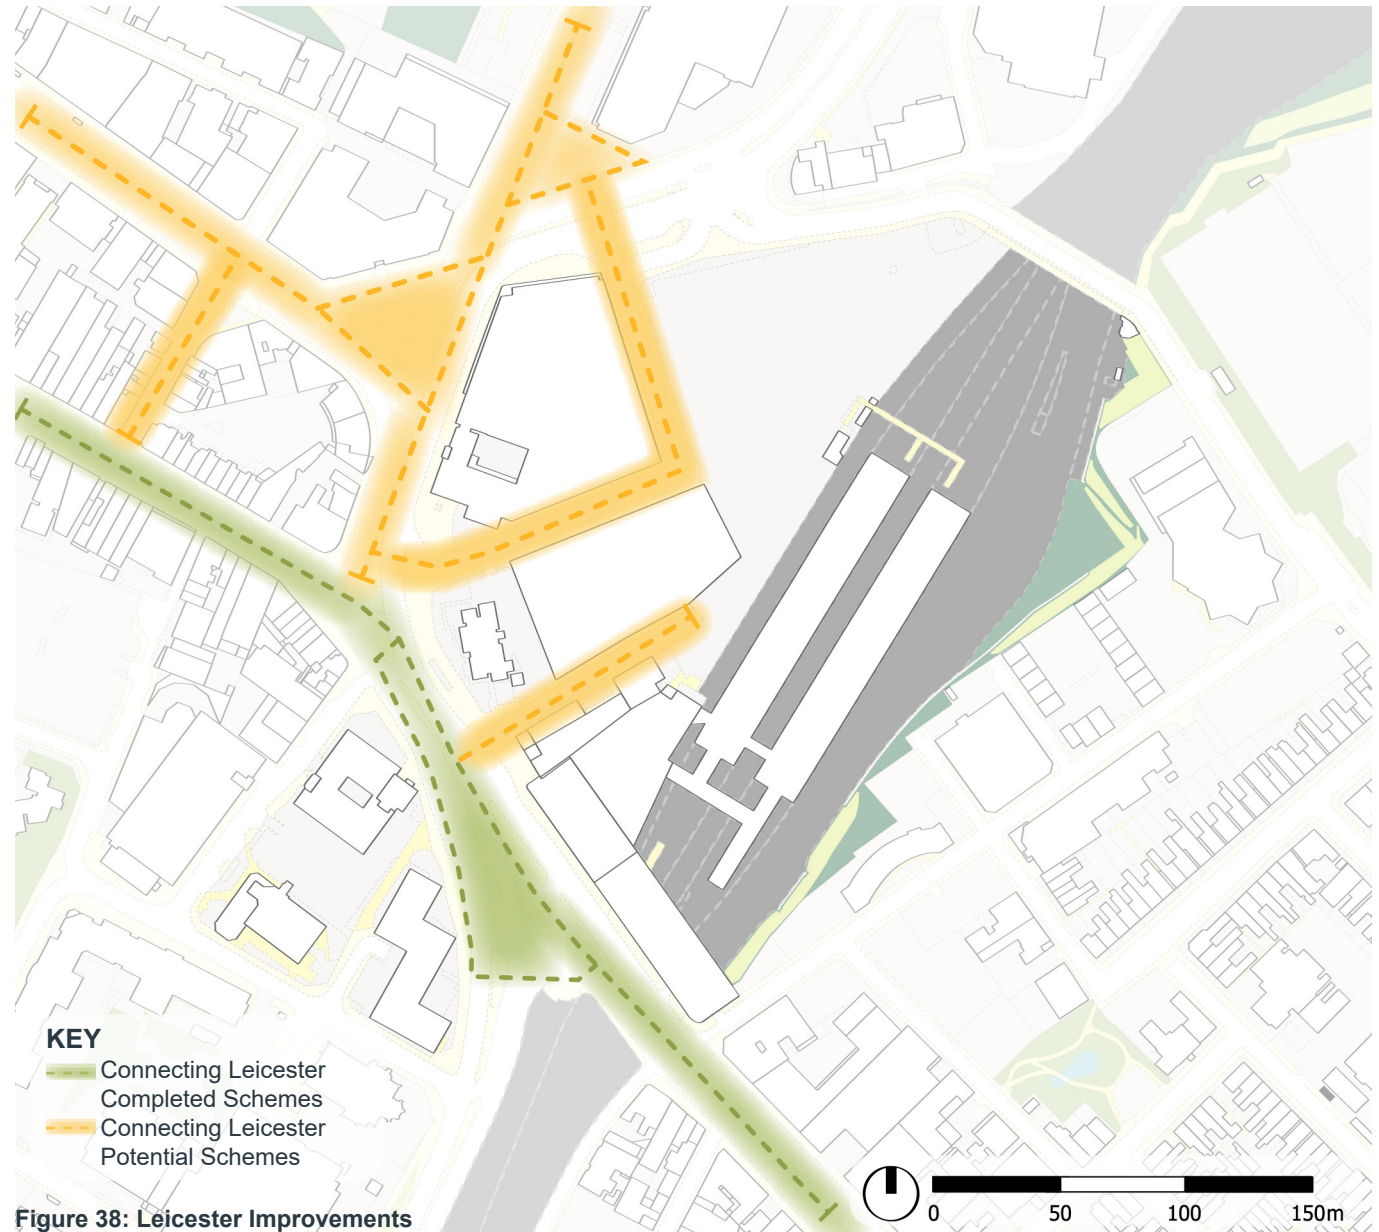 KEY
Connecting Leicester
Completed Schemes
Connecting Leicester
Potential Schemes
0 50 100 150m
Figure 38: Leicester Improvements